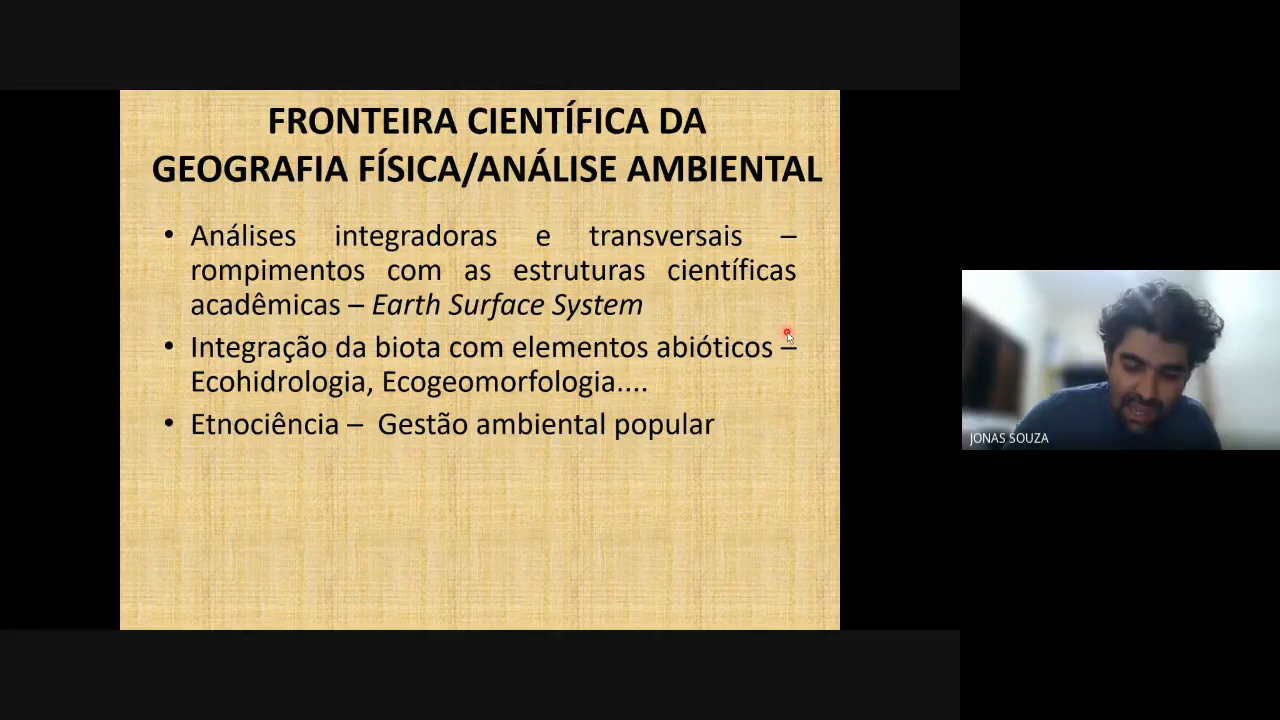 FRONTEIRA CIENTÍFICA DA
GEOGRAFIA FÍSICA/ANÁLISE AMBIENTAL
• Análises integradoras e transversais –
rompimentos com as estruturas científicas
acadêmicas – Earth Surface System
• Integração da biota com elementos abióticos –
Ecohidrologia, Ecogeomorfologia....
• Etnociência – Gestão ambiental popular
JONAS SOUZA